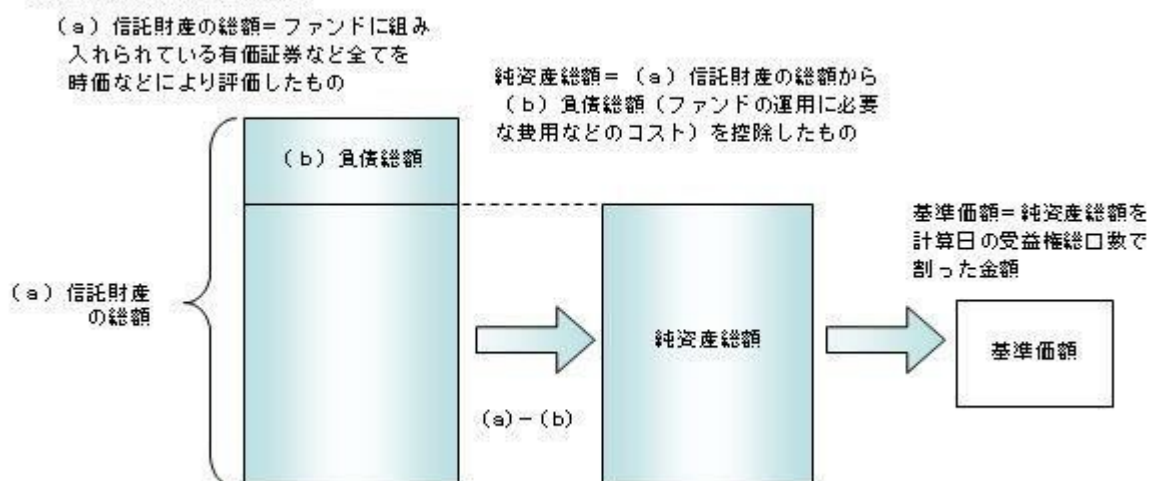 (a)信託財産の総額=ファンドに組み
入れられている有価証券など全てを
時価などにより評価したもの
純資産総額=(a)信託財産の総額から
(b)負債総額(ファンドの運用に必要
な費用などのコスト)を控除したもの
(b)負債総額
基準価額=純資産総額を
計算日の受益権総口数で
割った金額
(a)信託財産
の総額
純資産総額
基準価額
(a)-(b)